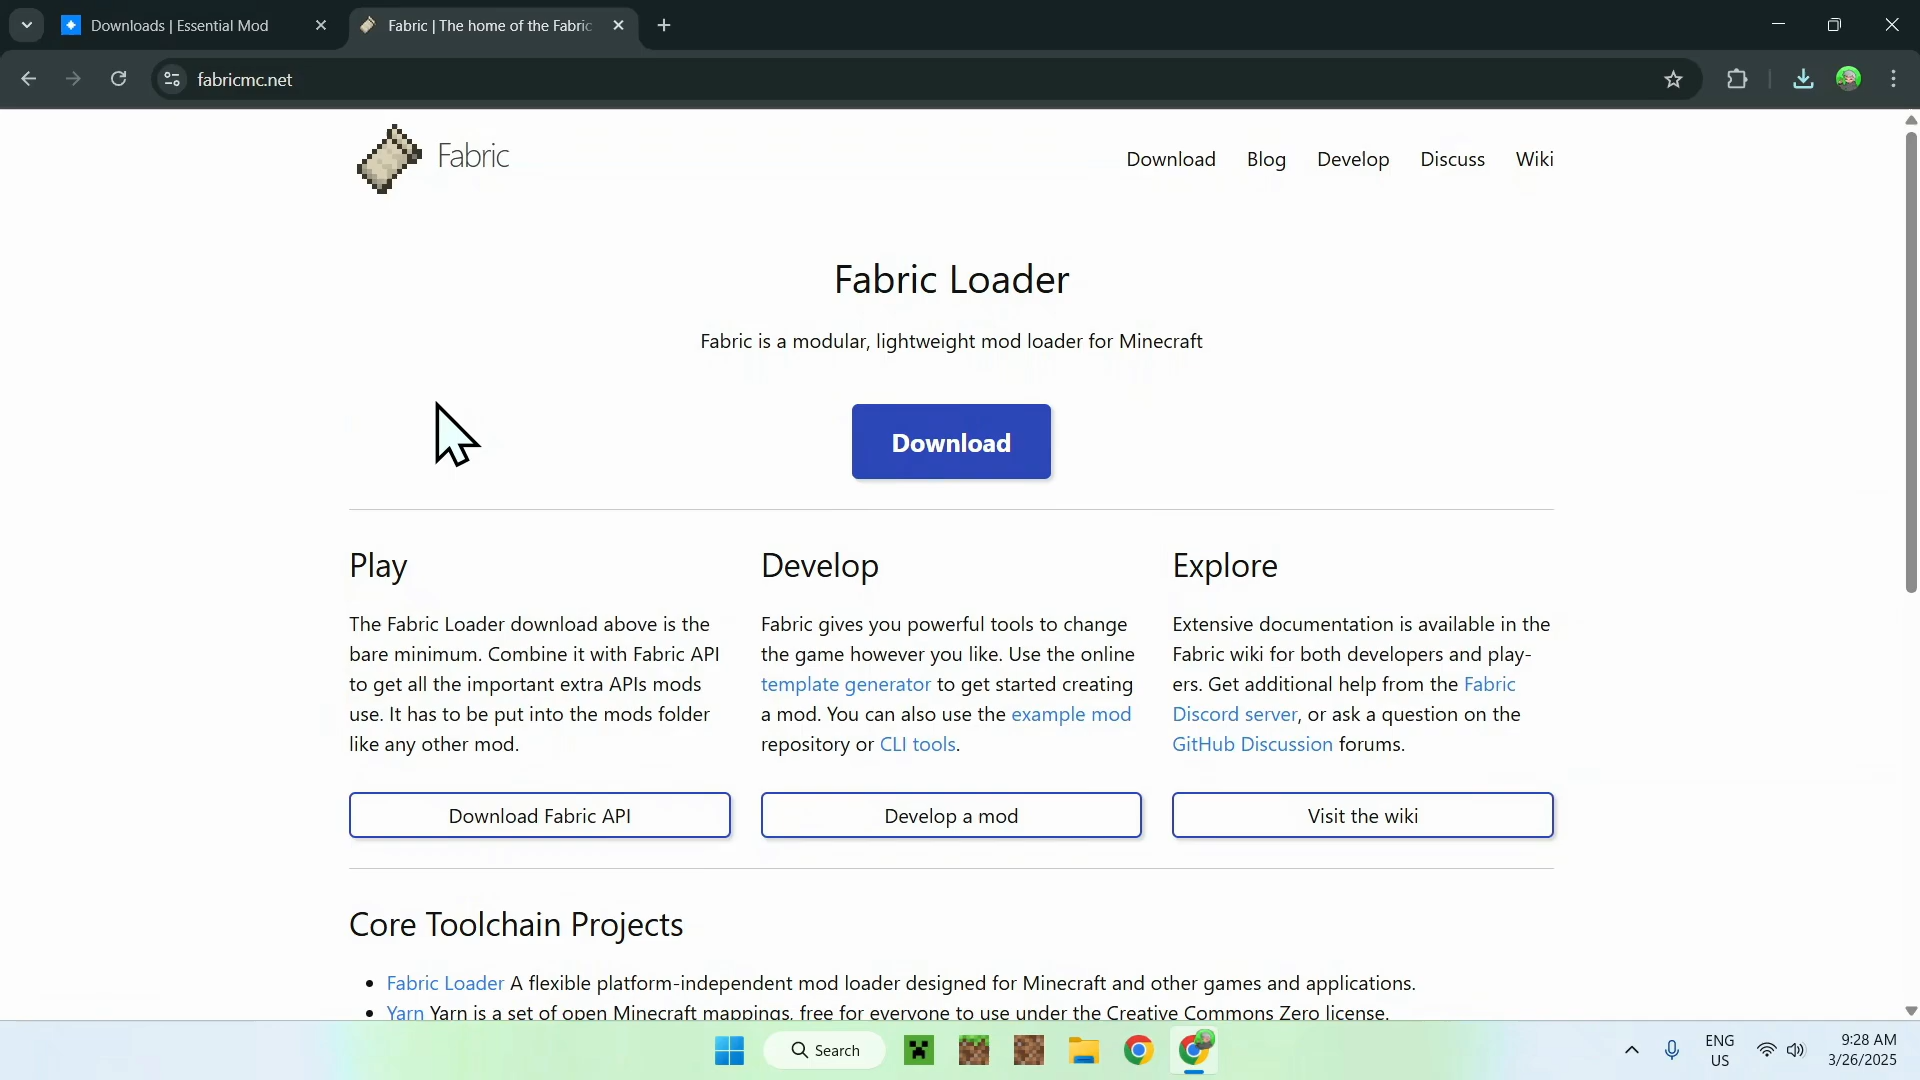 Downloads | Essential Mod
Fabric | The home of the Fabric
fabricmc.net
Fabric
Download Blog Develop Discuss Wiki
Fabric Loader
Fabric is a modular, lightweight mod loader for Minecraft
Download
Play
The Fabric Loader download above is the
bare minimum. Combine it with Fabric API
to get all the important extra APIs mods
use. It has to be put into the mods folder
like any other mod.
Download Fabric API
Develop
Fabric gives you powerful tools to change
the game however you like. Use the online
template generator to get started creating
a mod. You can also use the example mod
repository or CLI tools.
Develop a mod
Explore
Extensive documentation is available in the
Fabric wiki for both developers and play-
ers. Get additional help from the Fabric
Discord server, or ask a question on the
GitHub Discussion forums.
Visit the wiki
Core Toolchain Projects
• Fabric Loader A flexible platform-independent mod loader designed for Minecraft and other games and applications.
• Yarn Yarn is a set of open Minecraft mappings, free for everyone to use under the Creative Commons Zero license.
Search
ENG
US
9:28 AM
3/26/2025